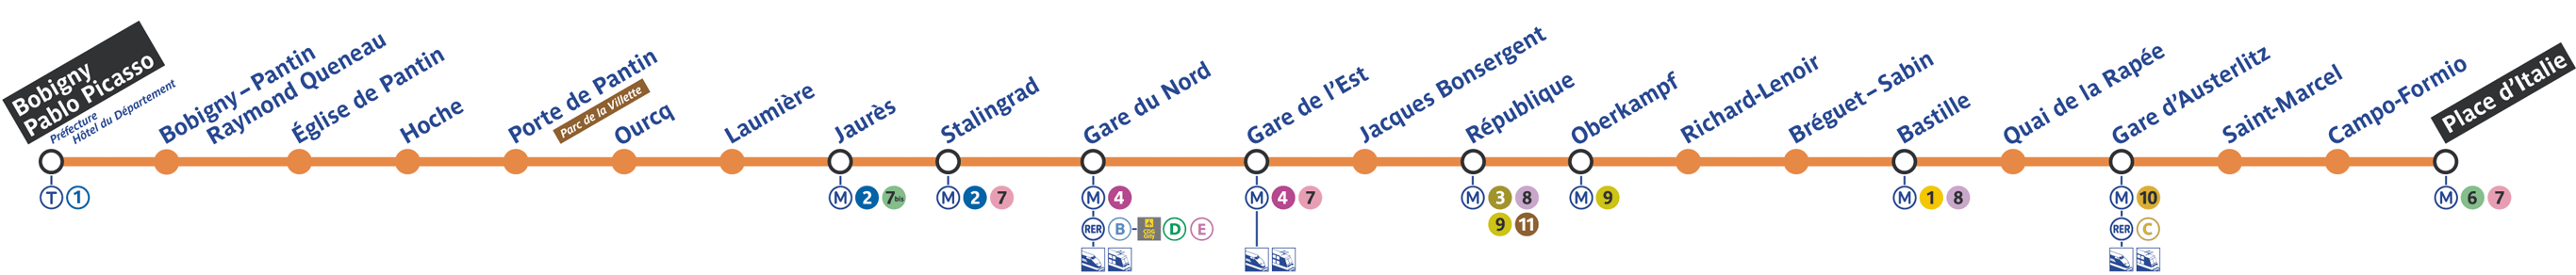 Bobigny
Pablo Picasso
Préfecture
Hôtel du Département
Bobigny – Pantin
Raymond Queneau
Église de Pantin
Hoche
Porte de Pantin
Parc de la Villette
Ourcq
Laumière
Jaurès
Stalingrad
Gare du Nord
Gare de l'Est
Jacques Bonsergent
République
Oberkampf
Richard-Lenoir
Bréguet – Sabin
Bastille
Quai de la Rapée
Gare d'Austerlitz
Saint-Marcel
Campo-Formio
Place d'Italie
T 1
M 2 7bis
M 2 7
M 4
RER B CDG D E
M 4 7
M 3 8
9 11
M 9
M 1 8
M 10
RER C
M 6 7